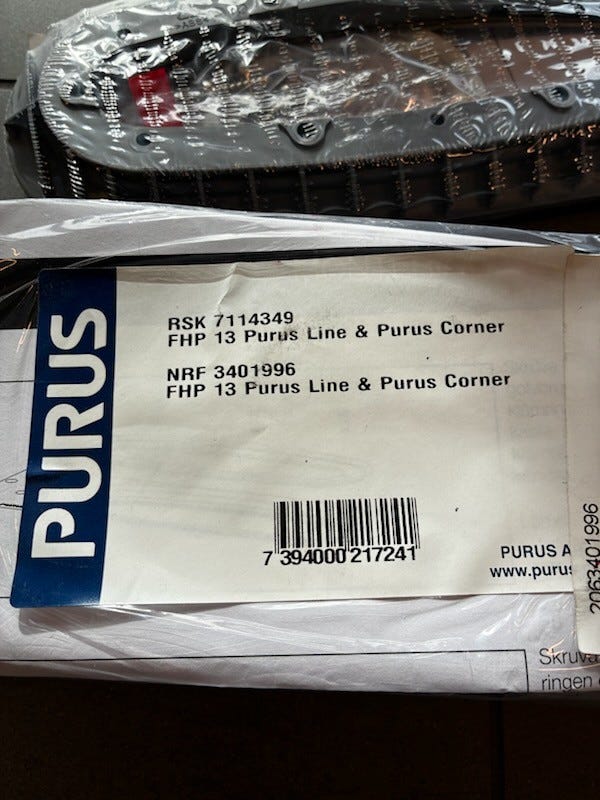 PURUS
RSK 7114349
FHP 13 Purus Line & Purus Corner
NRF 3401996
FHP 13 Purus Line & Purus Corner
7 394000 217241
PURUS A
www.purus
2063401996
Skruva
ringen